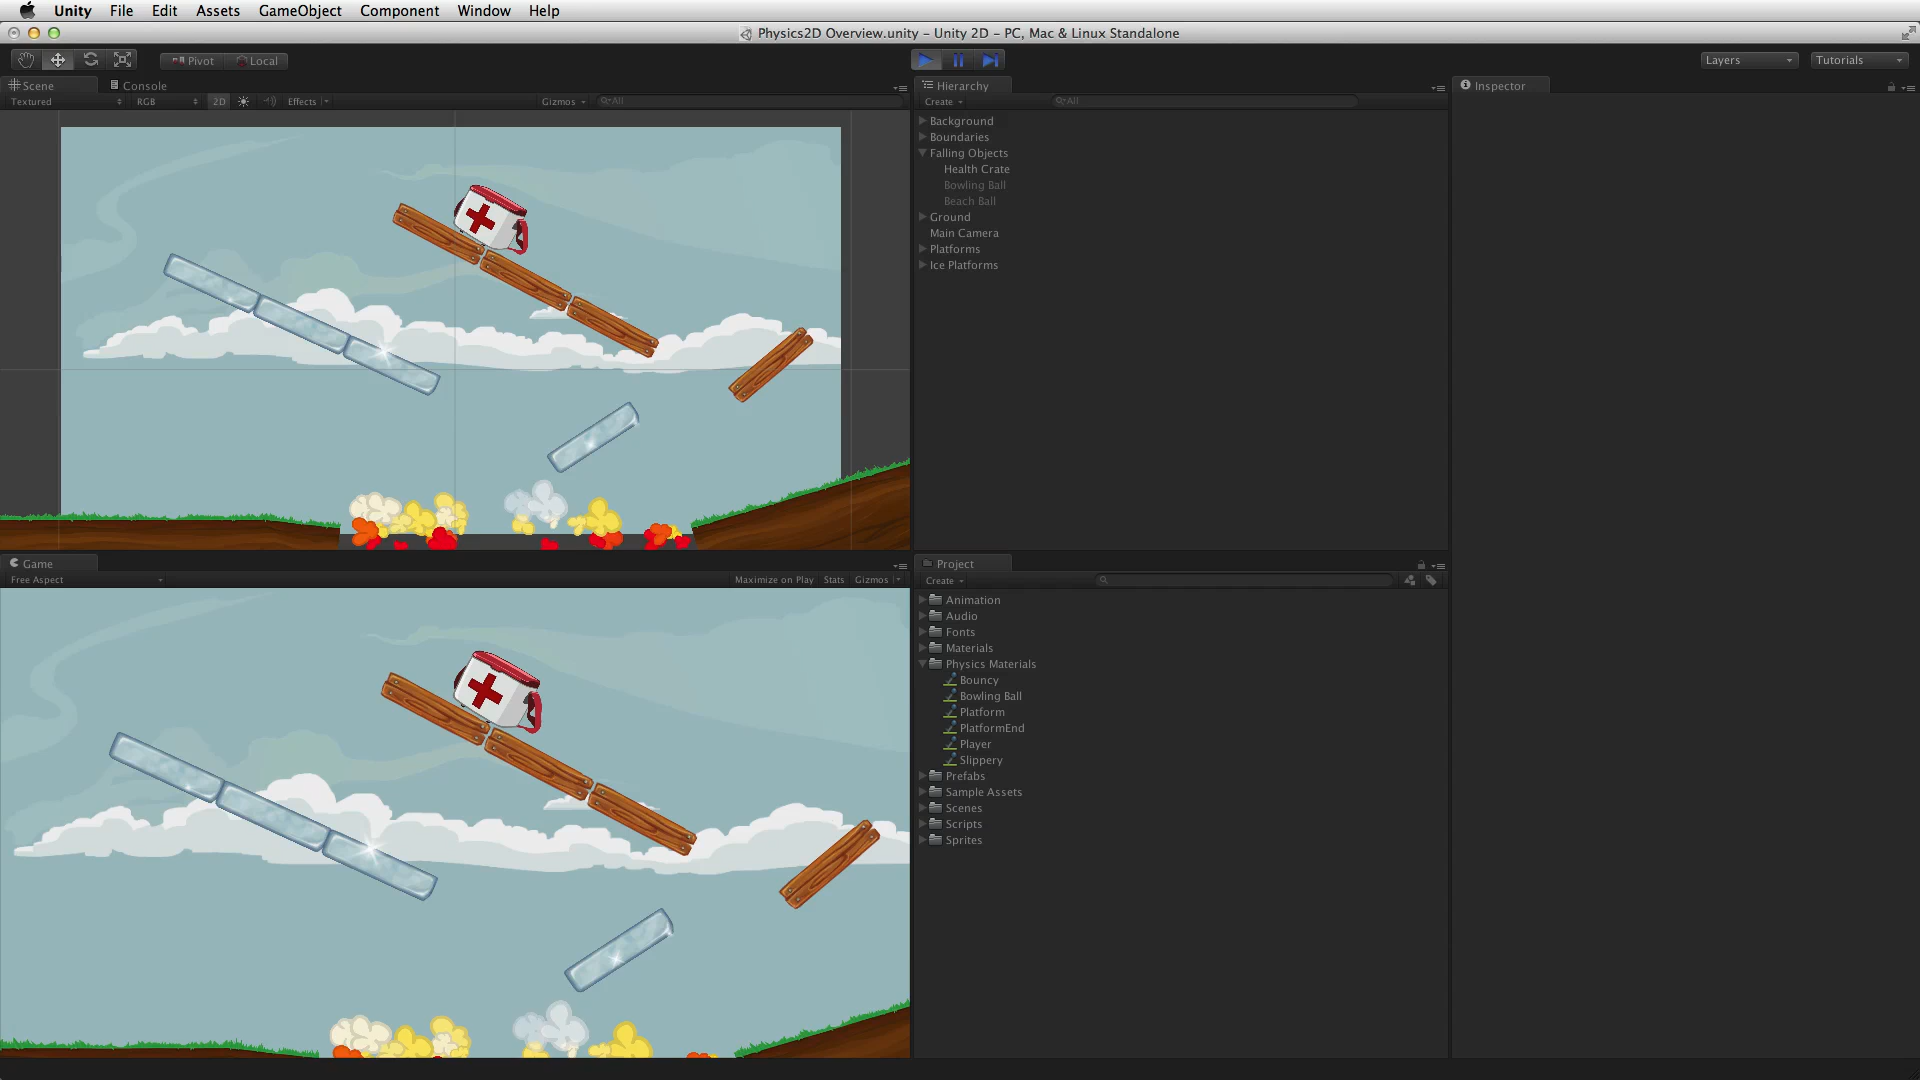 Unity File Edit Assets GameObject Component Window Help
Physics2D Overview.unity – Unity 2D – PC, Mac & Linux Standalone
Pivot Local
Layers Tutorials
Scene Console
Textured RGB 2D Effects Gizmos All
Hierarchy
Create All
Background
Boundaries
Falling Objects
Health Crate
Bowling Ball
Beach Ball
Ground
Main Camera
Platforms
Ice Platforms
Inspector
Game
Free Aspect Maximize on Play Stats Gizmos
Project
Create
Animation
Audio
Fonts
Materials
Physics Materials
Bouncy
Bowling Ball
Platform
PlatformEnd
Player
Slippery
Prefabs
Sample Assets
Scenes
Scripts
Sprites